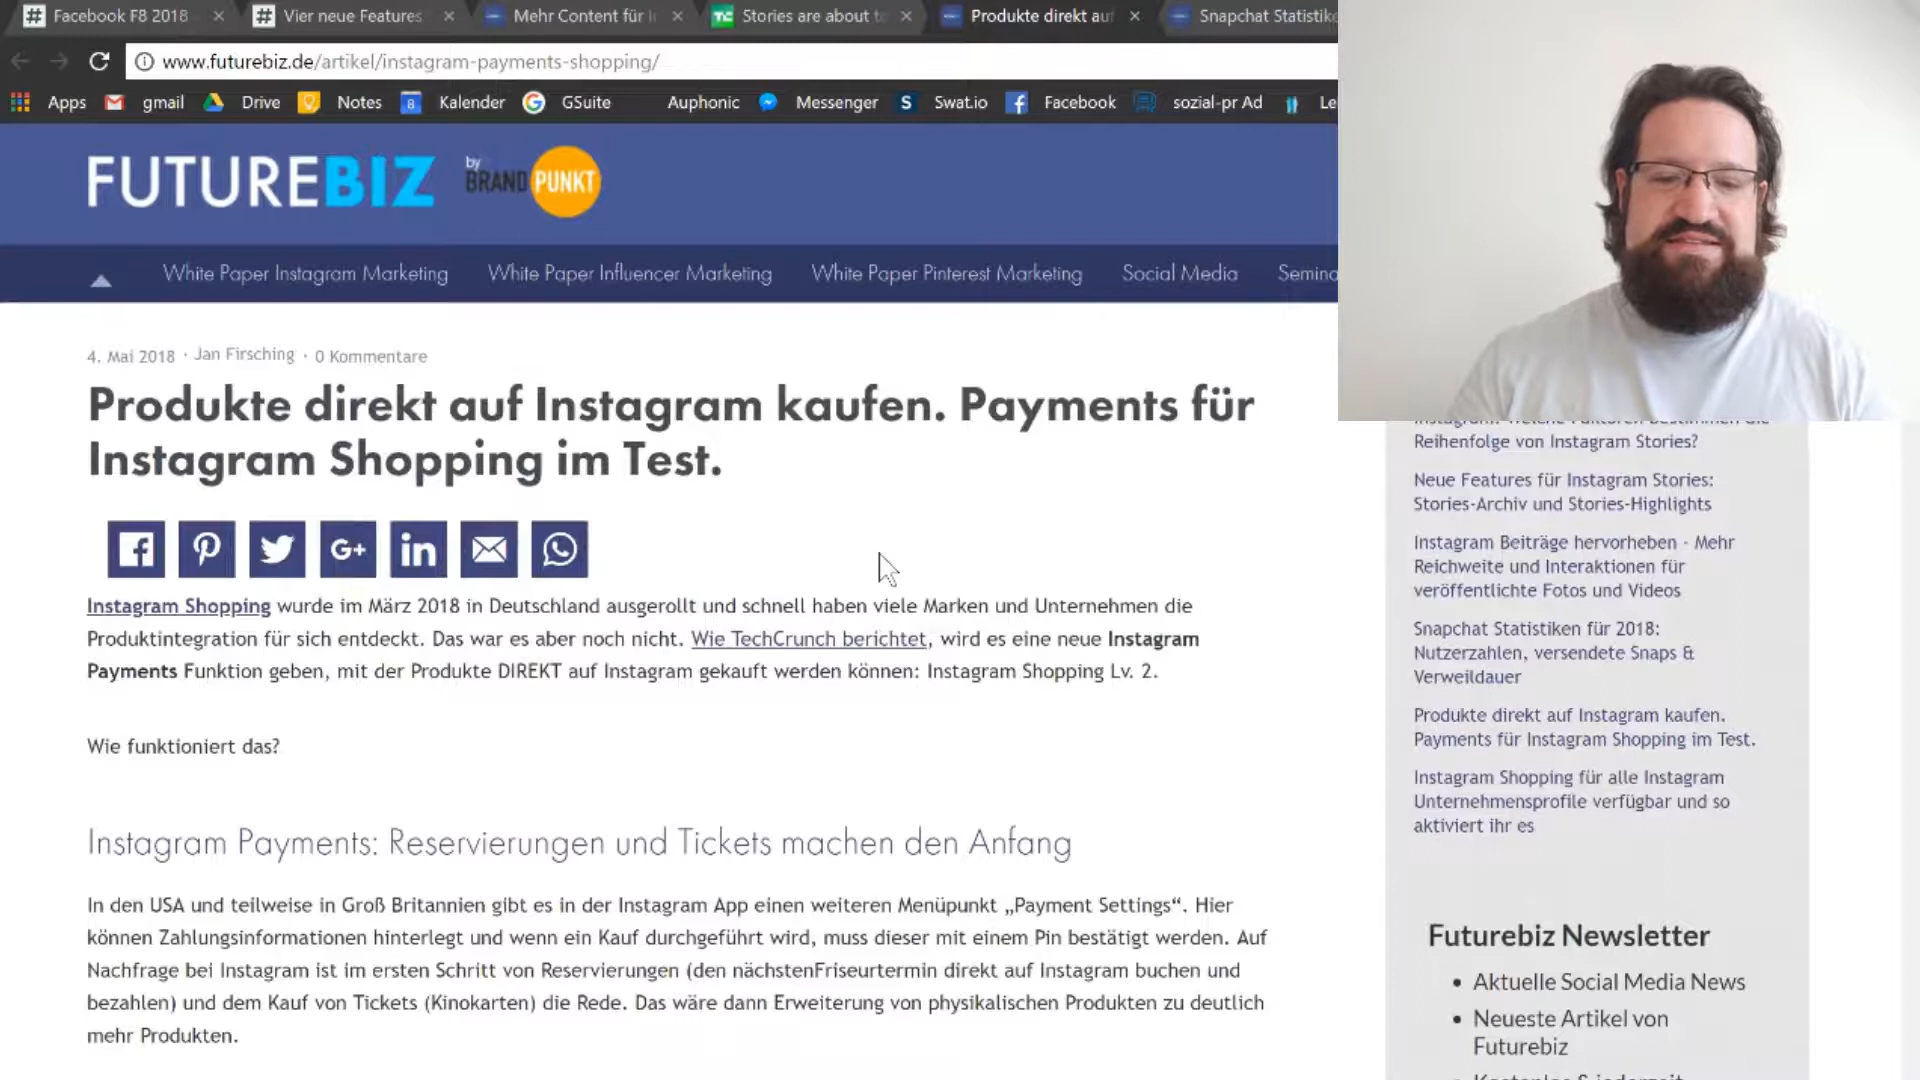 Facebook F8 2018
Vier neue Features
Mehr Content für I
Stories are about t
Produkte direkt auf
Snapchat Statistike
www.futurebiz.de/artikel/instagram-payments-shopping/
Apps gmail Drive Notes 8 Kalender GSuite Auphonic Messenger S Swat.io Facebook sozial-pr Ad Le
FUTUREBIZ by BRANDPUNKT
White Paper Instagram Marketing White Paper Influencer Marketing White Paper Pinterest Marketing Social Media Semina
4. Mai 2018 · Jan Firsching · 0 Kommentare
Produkte direkt auf Instagram kaufen. Payments für
Instagram Shopping im Test.
G+ in
Instagram Shopping wurde im März 2018 in Deutschland ausgerollt und schnell haben viele Marken und Unternehmen die
Produktintegration für sich entdeckt. Das war es aber noch nicht. Wie TechCrunch berichtet, wird es eine neue Instagram
Payments Funktion geben, mit der Produkte DIREKT auf Instagram gekauft werden können: Instagram Shopping Lv. 2.
Wie funktioniert das?
Instagram Payments: Reservierungen und Tickets machen den Anfang
In den USA und teilweise in Groß Britannien gibt es in der Instagram App einen weiteren Menüpunkt „Payment Settings“. Hier
können Zahlungsinformationen hinterlegt und wenn ein Kauf durchgeführt wird, muss dieser mit einem Pin bestätigt werden. Auf
Nachfrage bei Instagram ist im ersten Schritt von Reservierungen (den nächstenFriseurtermin direkt auf Instagram buchen und
bezahlen) und dem Kauf von Tickets (Kinokarten) die Rede. Das wäre dann Erweiterung von physikalischen Produkten zu deutlich
mehr Produkten.
Reihenfolge von Instagram Stories?
Neue Features für Instagram Stories:
Stories-Archiv und Stories-Highlights
Instagram Beiträge hervorheben - Mehr
Reichweite und Interaktionen für
veröffentlichte Fotos und Videos
Snapchat Statistiken für 2018:
Nutzerzahlen, versendete Snaps &
Verweildauer
Produkte direkt auf Instagram kaufen.
Payments für Instagram Shopping im Test.
Instagram Shopping für alle Instagram
Unternehmensprofile verfügbar und so
aktiviert ihr es
Futurebiz Newsletter
Aktuelle Social Media News
Neueste Artikel von
Futurebiz